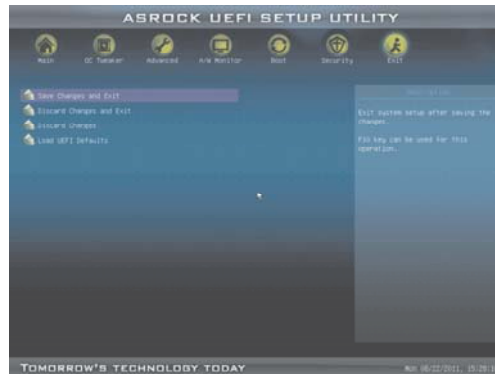 ASROCK UEFI SETUP UTILITY
Main OC Tweaker Advanced H/W Monitor Boot Security Exit
Save Changes and Exit
Discard Changes and Exit
Discard Changes
Load UEFI Defaults
Description
Exit system setup after saving the
changes.
F10 key can be used for this
operation.
TOMORROW'S TECHNOLOGY TODAY
Mon